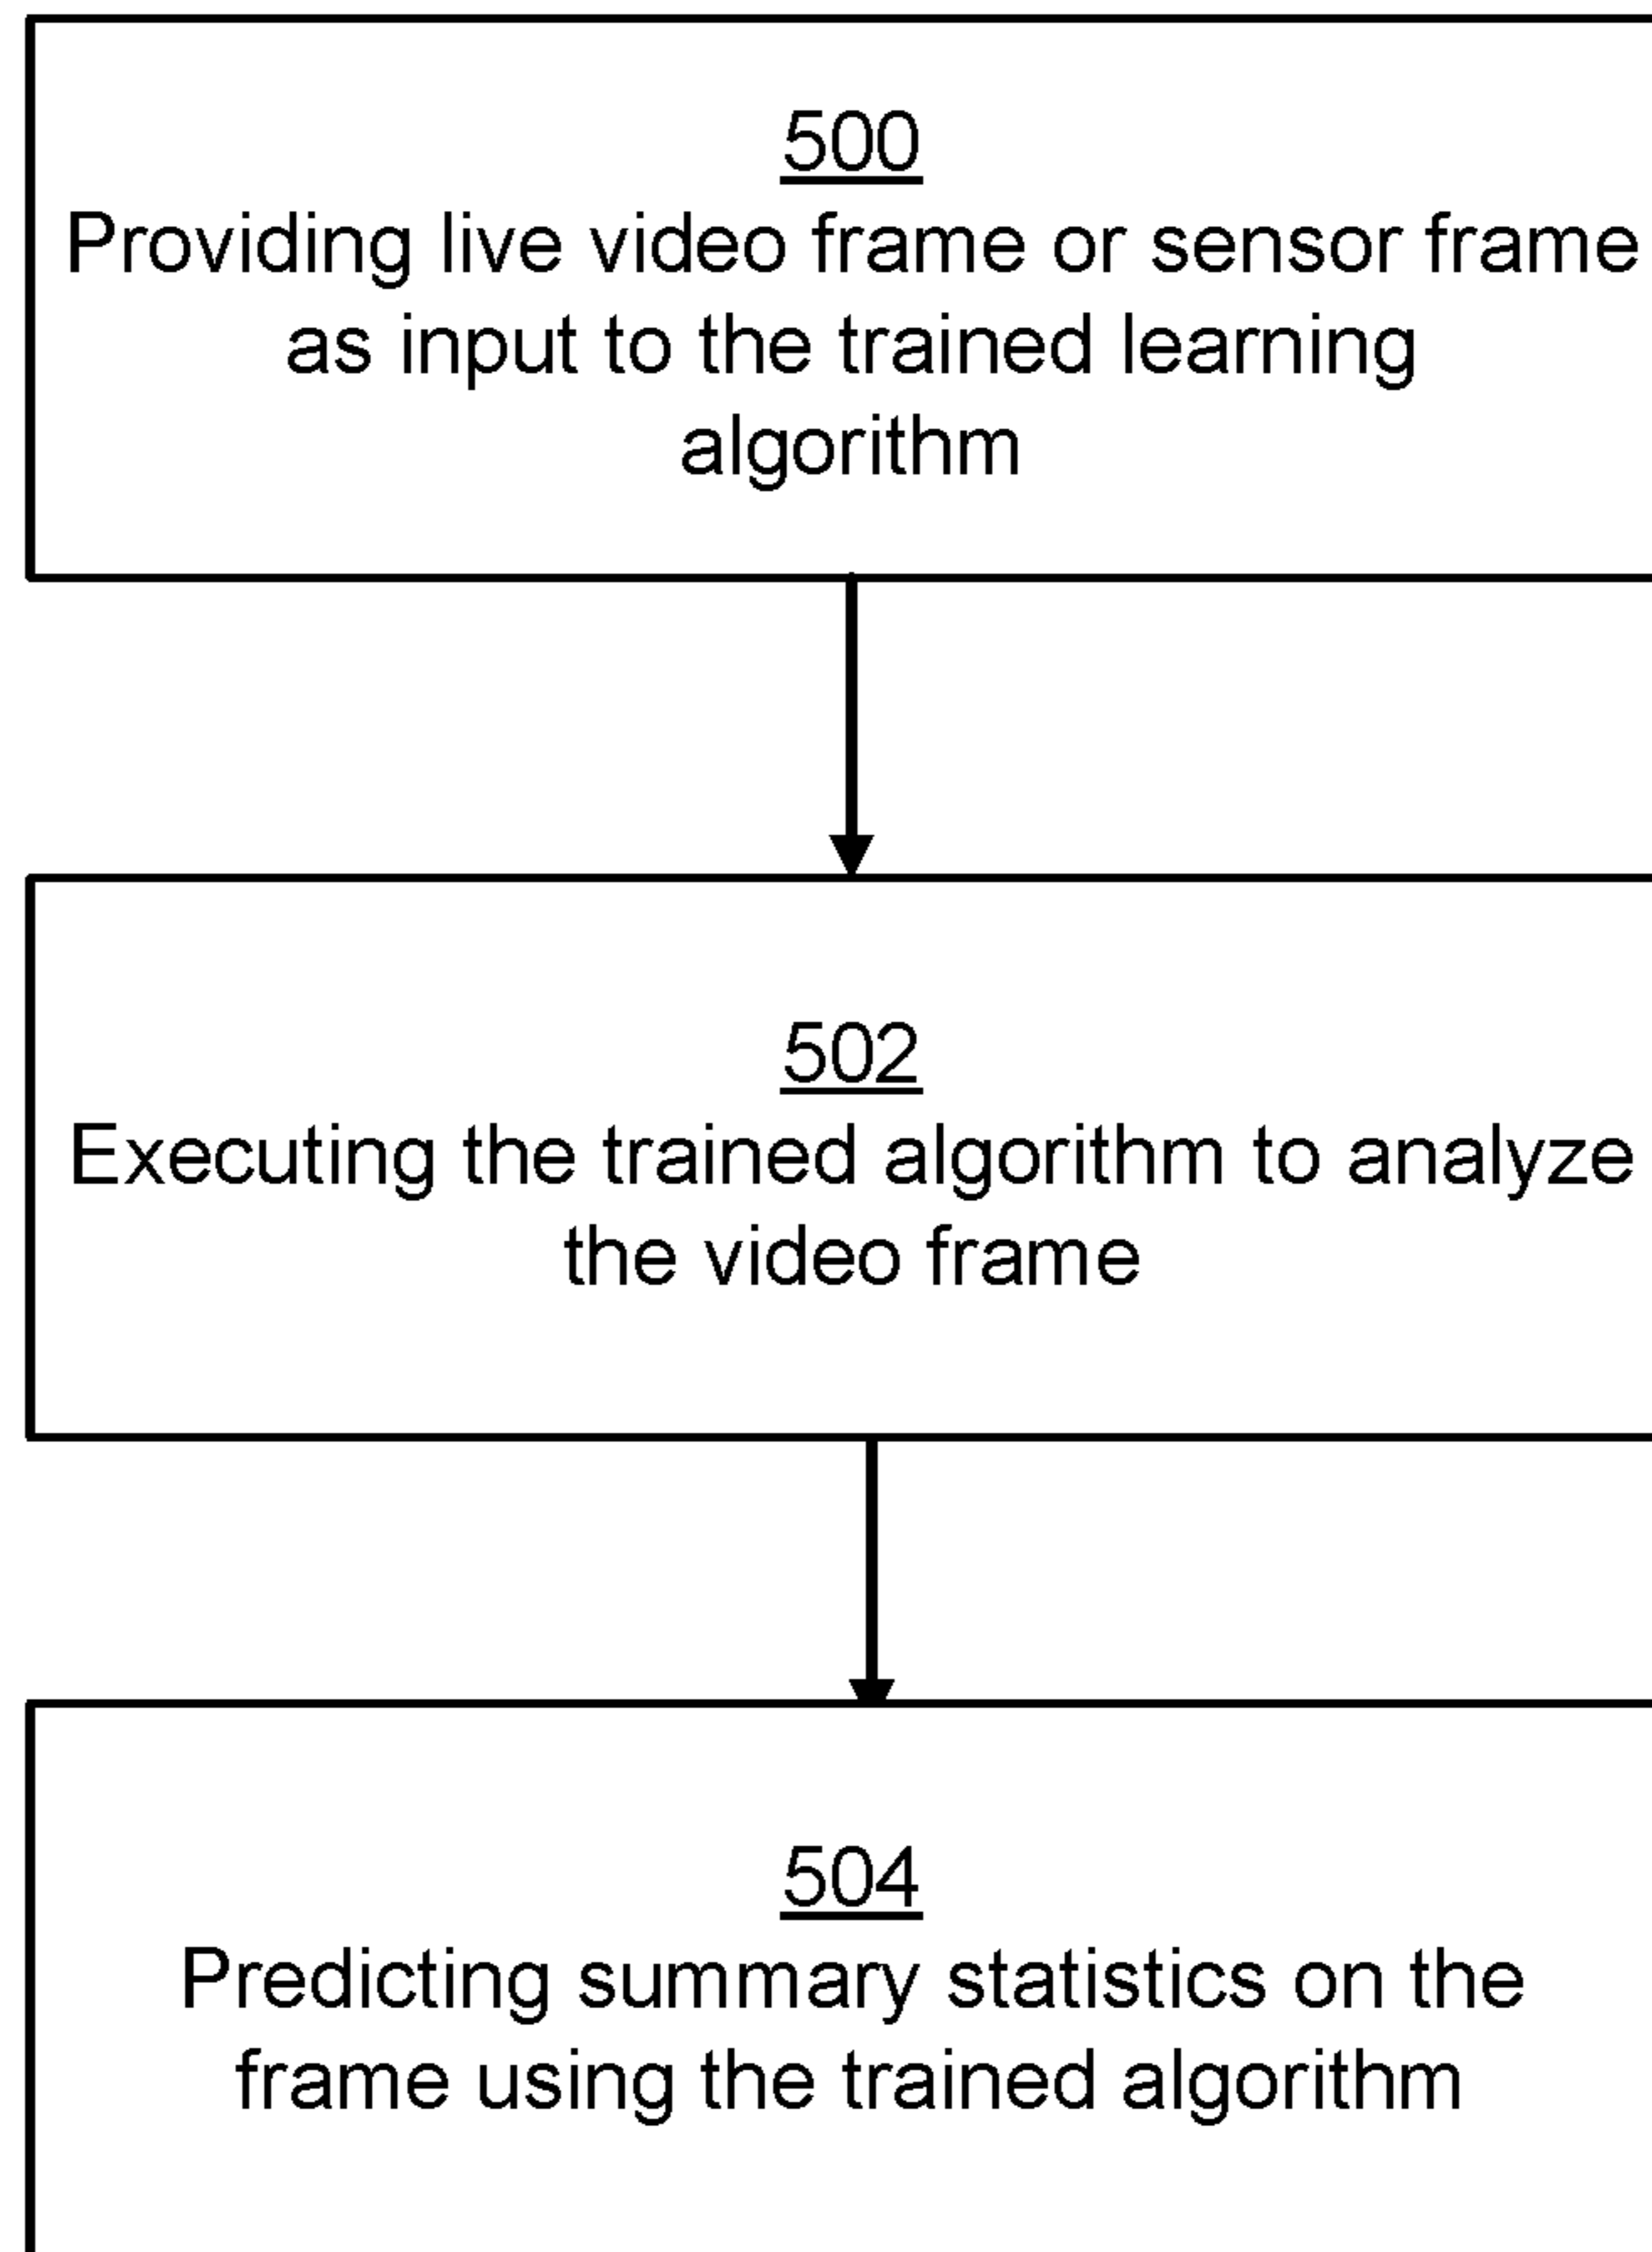 500
Providing live video frame or sensor frame
as input to the trained learning
algorithm
502
Executing the trained algorithm to analyze
the video frame
504
Predicting summary statistics on the
frame using the trained algorithm